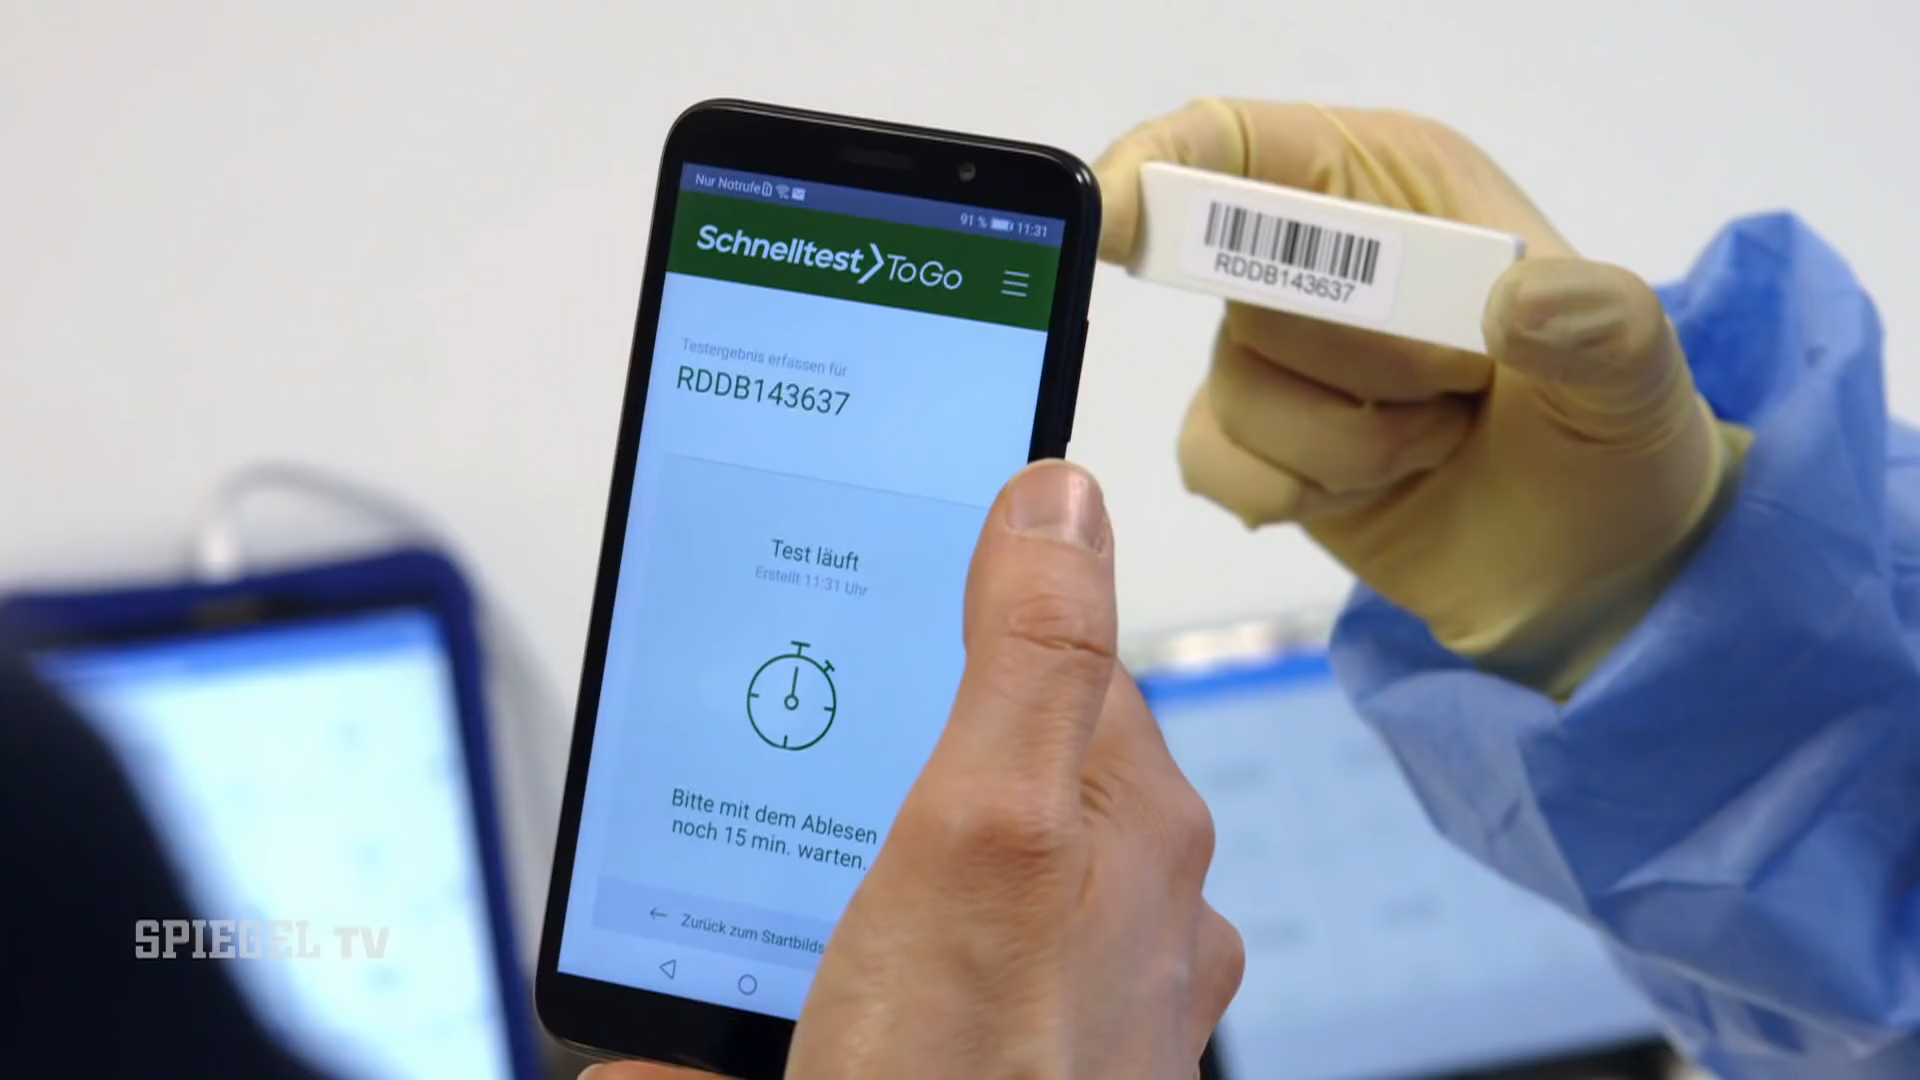 Nur Notrufe
91 % 11:31
Schnelltest ToGo
Testergebnis erfassen für
RDDB143637
Test läuft
Erstellt 11:31 Uhr
Bitte mit dem Ablesen
noch 15 min. warten.
Zurück zum Startbilds
RDDB143637
SPIEGEL TV